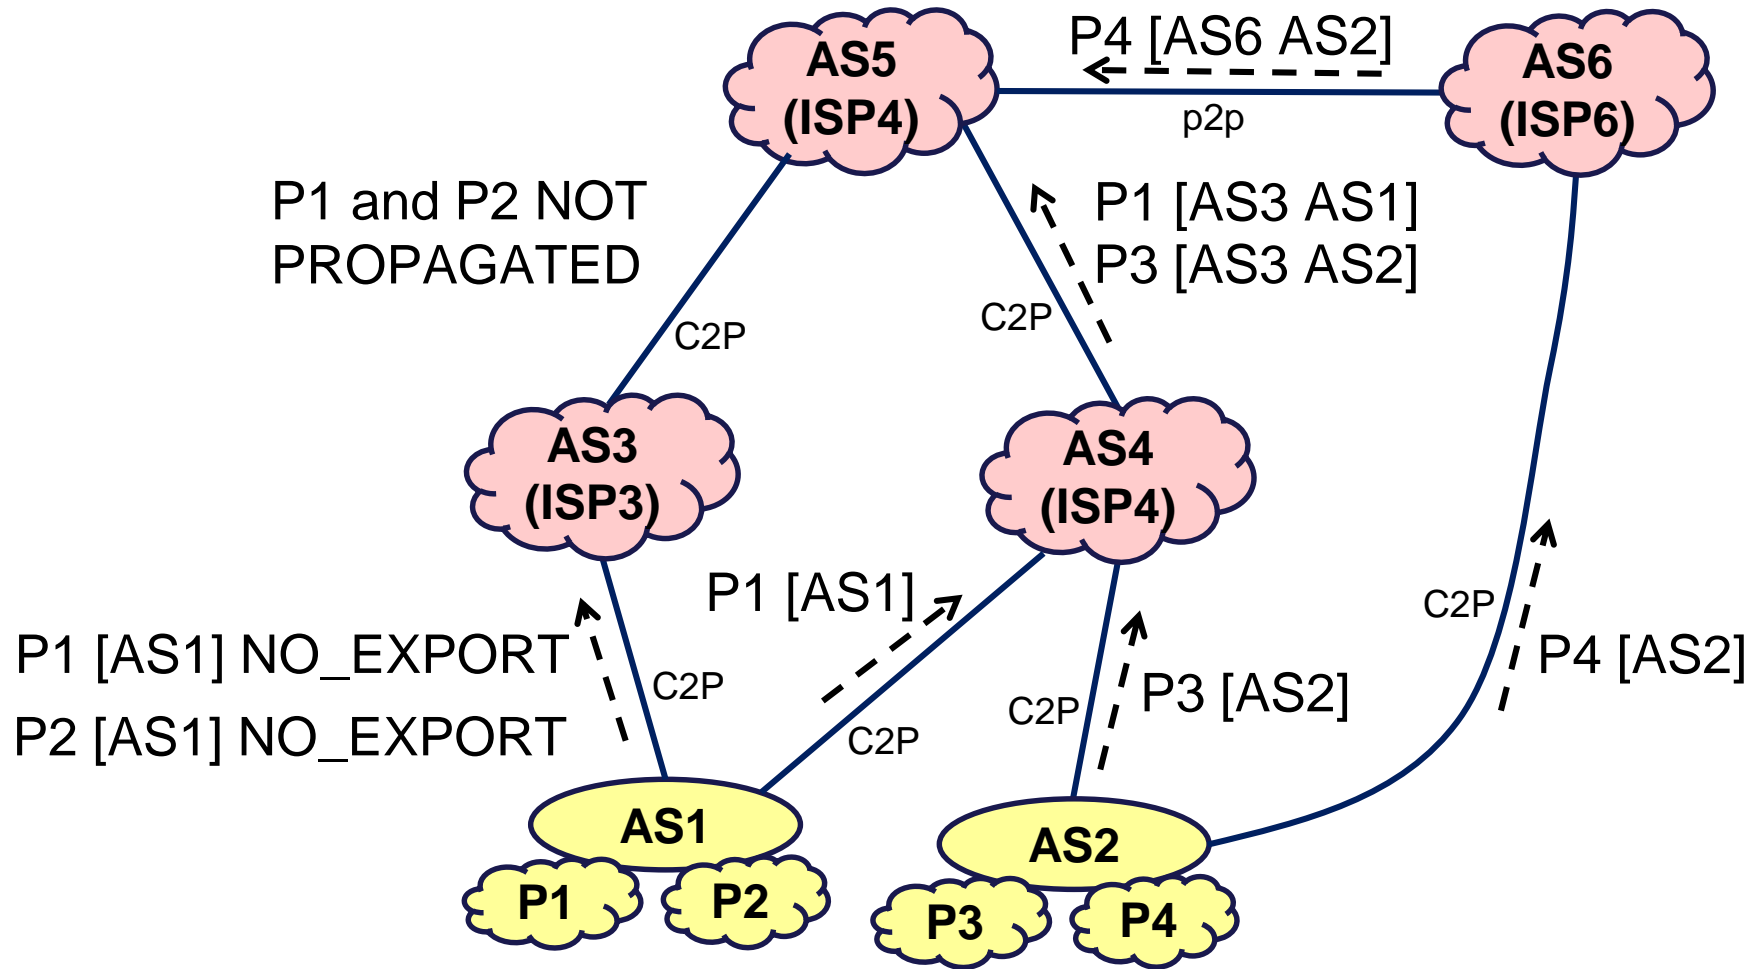 P4 [AS6 AS2]
AS5
(ISP4)
AS6
(ISP6)
p2p
P1 and P2 NOT
PROPAGATED
P1 [AS3 AS1]
P3 [AS3 AS2]
C2P
C2P
AS3
(ISP3)
AS4
(ISP4)
P1 [AS1]
C2P
P1 [AS1] NO_EXPORT
P2 [AS1] NO_EXPORT
C2P
C2P
C2P
P3 [AS2]
P4 [AS2]
AS1
AS2
P1
P2
P3
P4